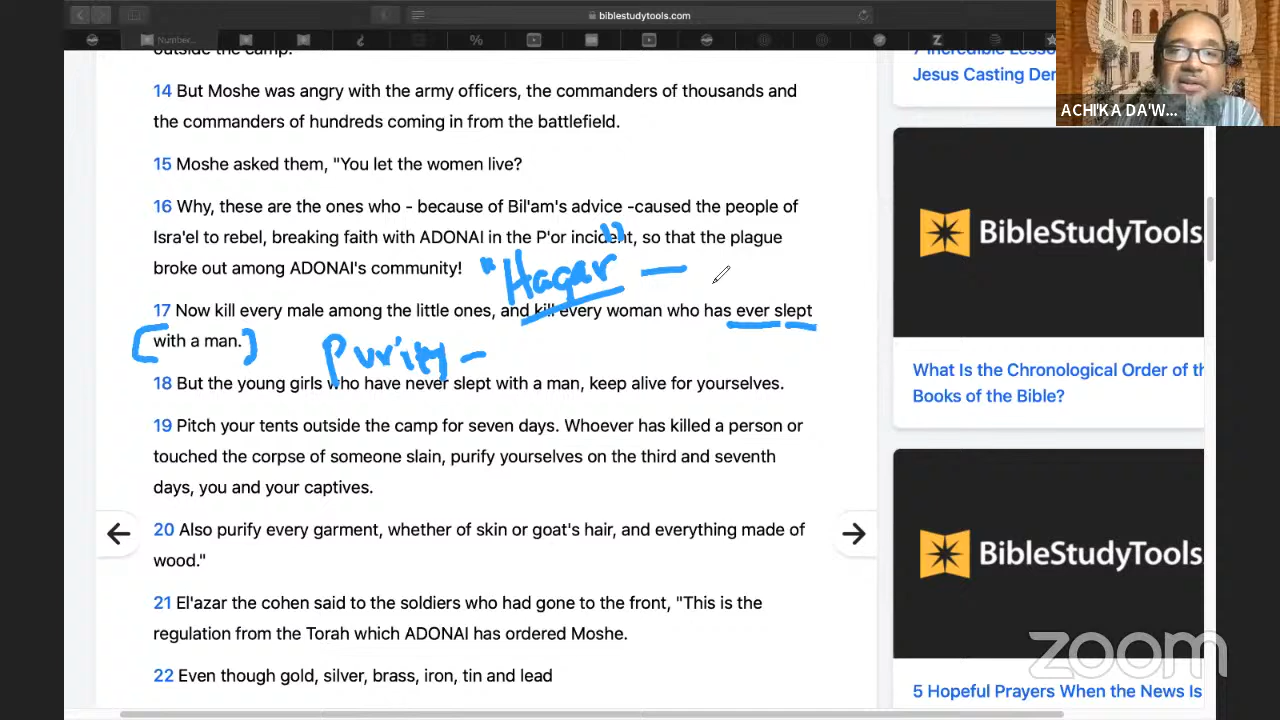 biblestudytools.com
Number…
outside the camp.
14 But Moshe was angry with the army officers, the commanders of thousands and
the commanders of hundreds coming in from the battlefield.
15 Moshe asked them, "You let the women live?
16 Why, these are the ones who - because of Bil'am's advice -caused the people of
Isra'el to rebel, breaking faith with ADONAI in the P'or incident, so that the plague
broke out among ADONAI's community!
"Hagar" —
17 Now kill every male among the little ones, and kill every woman who has ever slept
[with a man.]
Purity -
18 But the young girls who have never slept with a man, keep alive for yourselves.
19 Pitch your tents outside the camp for seven days. Whoever has killed a person or
touched the corpse of someone slain, purify yourselves on the third and seventh
days, you and your captives.
20 Also purify every garment, whether of skin or goat's hair, and everything made of
wood."
21 El'azar the cohen said to the soldiers who had gone to the front, "This is the
regulation from the Torah which ADONAI has ordered Moshe.
22 Even though gold, silver, brass, iron, tin and lead
Jesus Casting
BIBLESTUDYTOOLS
What Is the Chronological Order of
Books of the Bible?
BIBLESTUDYTOOLS
5 Hopeful Prayers When the News Is
ACHI'KA DA'W...
zoom